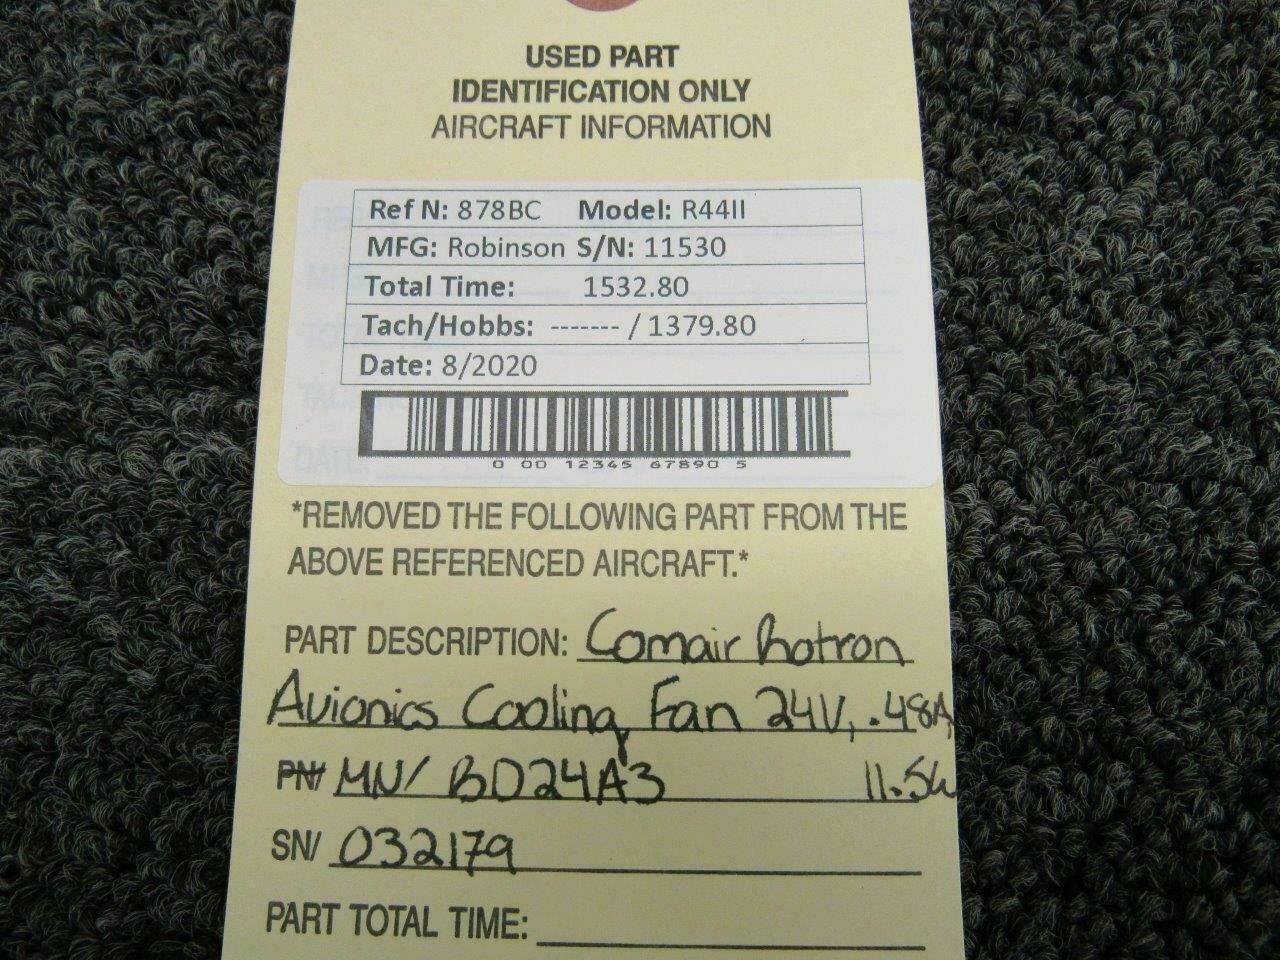 USED PART
IDENTIFICATION ONLY
AIRCRAFT INFORMATION
Ref N: 878BC Model: R44II
MFG: Robinson S/N: 11530
Total Time: 1532.80
Tach/Hobbs: ------- / 1379.80
Date: 8/2020
0 00 12345 67890 5
*REMOVED THE FOLLOWING PART FROM THE
ABOVE REFERENCED AIRCRAFT.*
PART DESCRIPTION: Comair Rotron
Avionics Cooling Fan 24V, .48A,
PN/ MN/ BD24A3 11.5W
SN/ 032179
PART TOTAL TIME: